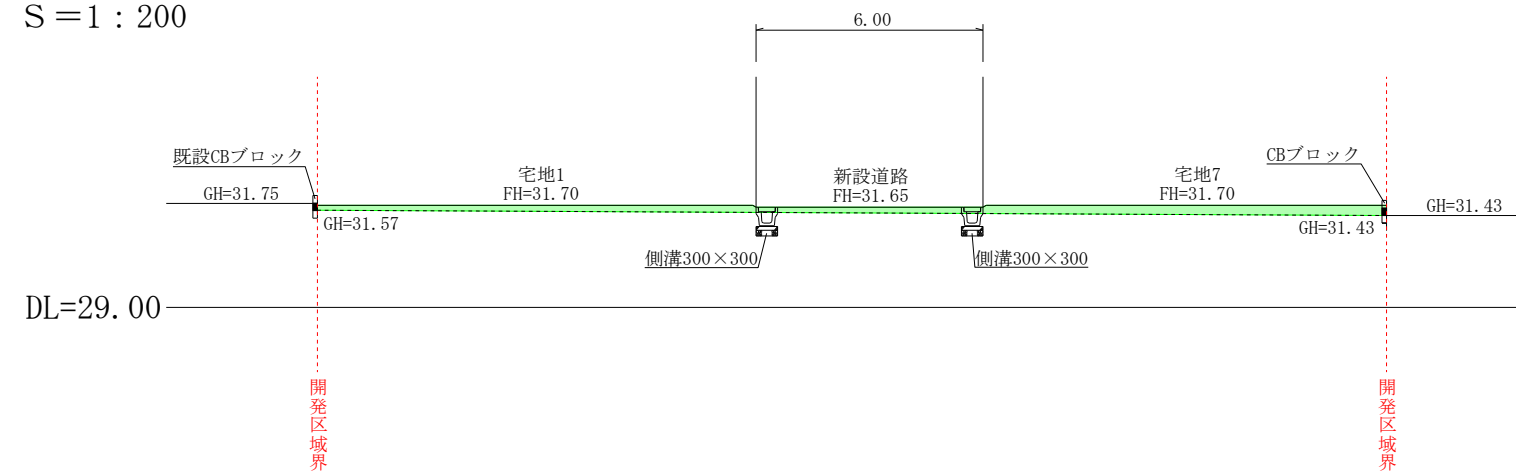 S=1:200
6.00
既設CBブロック
CBブロック
宅地1
新設道路
宅地7
GH=31.75
FH=31.70
FH=31.65
FH=31.70
GH=31.43
GH=31.57
GH=31.43
側溝300×300
側溝300×300
DL=29.00
開発区域界
開発区域界